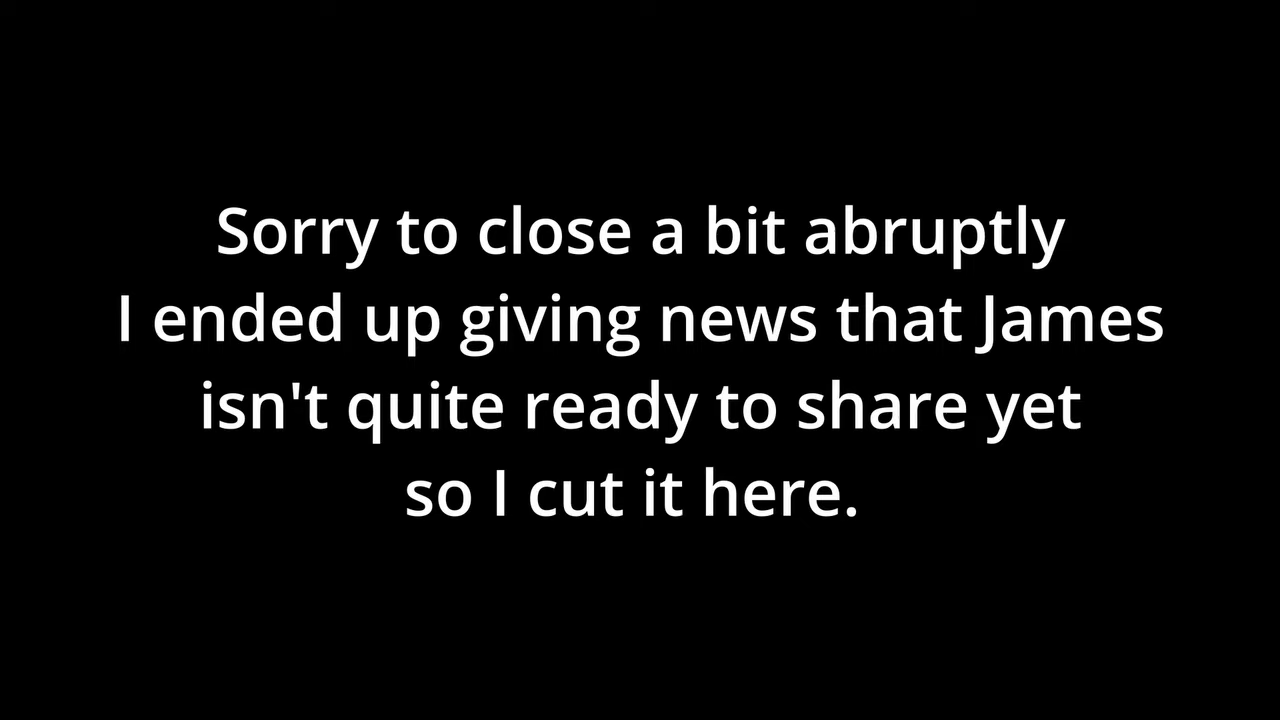 Sorry to close a bit abruptly
I ended up giving news that James
isn't quite ready to share yet
so I cut it here.